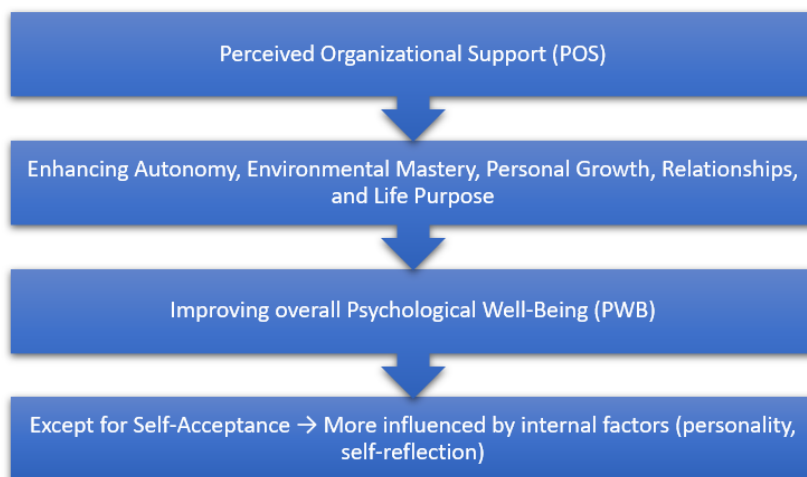 Perceived Organizational Support (POS)
Enhancing Autonomy, Environmental Mastery, Personal Growth, Relationships,
and Life Purpose
Improving overall Psychological Well-Being (PWB)
Except for Self-Acceptance → More influenced by internal factors (personality,
self-reflection)